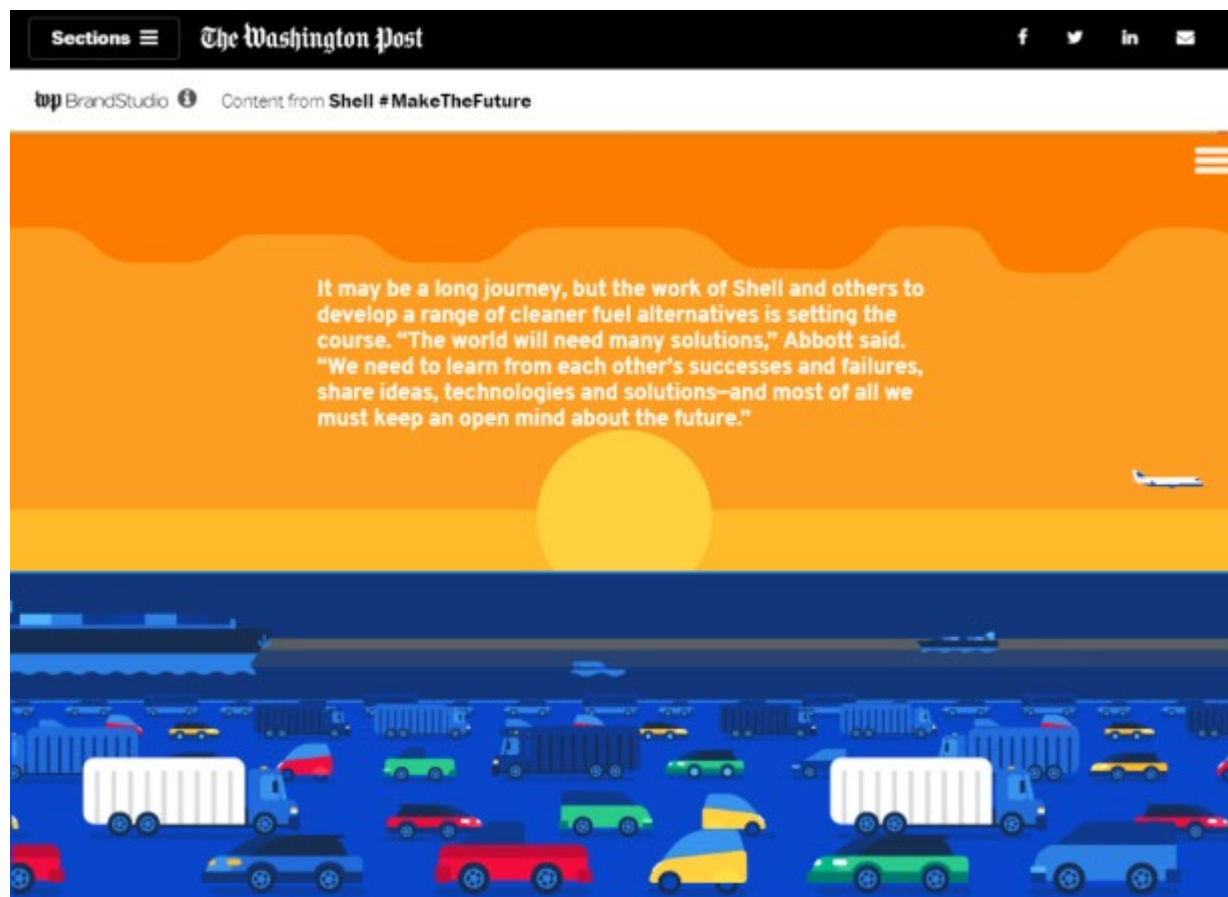 Sections
The Washington Post
wp BrandStudio Content from Shell #MakeTheFuture
It may be a long journey, but the work of Shell and others to
develop a range of cleaner fuel alternatives is setting the
course. “The world will need many solutions,” Abbott said.
“We need to learn from each other’s successes and failures,
share ideas, technologies and solutions—and most of all we
must keep an open mind about the future.”